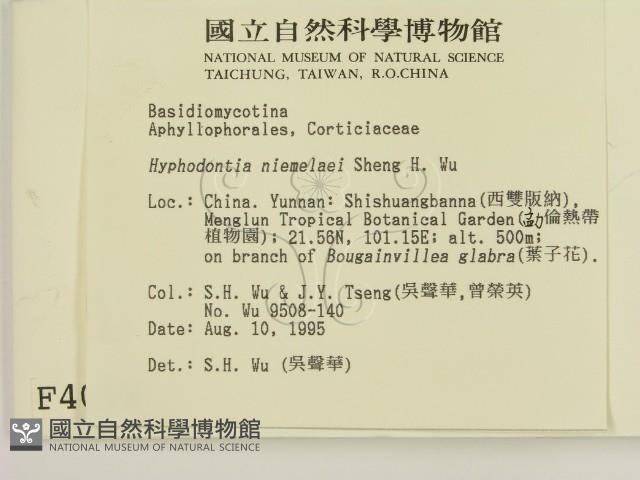 國立自然科學博物館
NATIONAL MUSEUM OF NATURAL SCIENCE
TAICHUNG, TAIWAN, R.O.CHINA
Basidiomycotina
Aphyllophorales, Corticiaceae
Hyphodontia niemelaei Sheng H. Wu
Loc.: China. Yunnan: Shishuangbanna(西雙版納),
Menglun Tropical Botanical Garden(勐倫熱帶
植物園); 21.56N, 101.15E; alt. 500m;
on branch of Bougainvillea glabra(葉子花).
Col.: S.H. Wu & J.Y. Tseng(吳聲華,曾榮英)
No. Wu 9508-140
Date: Aug. 10, 1995
Det.: S.H. Wu (吳聲華)
國立自然科學博物館
NATIONAL MUSEUM OF NATURAL SCIENCE